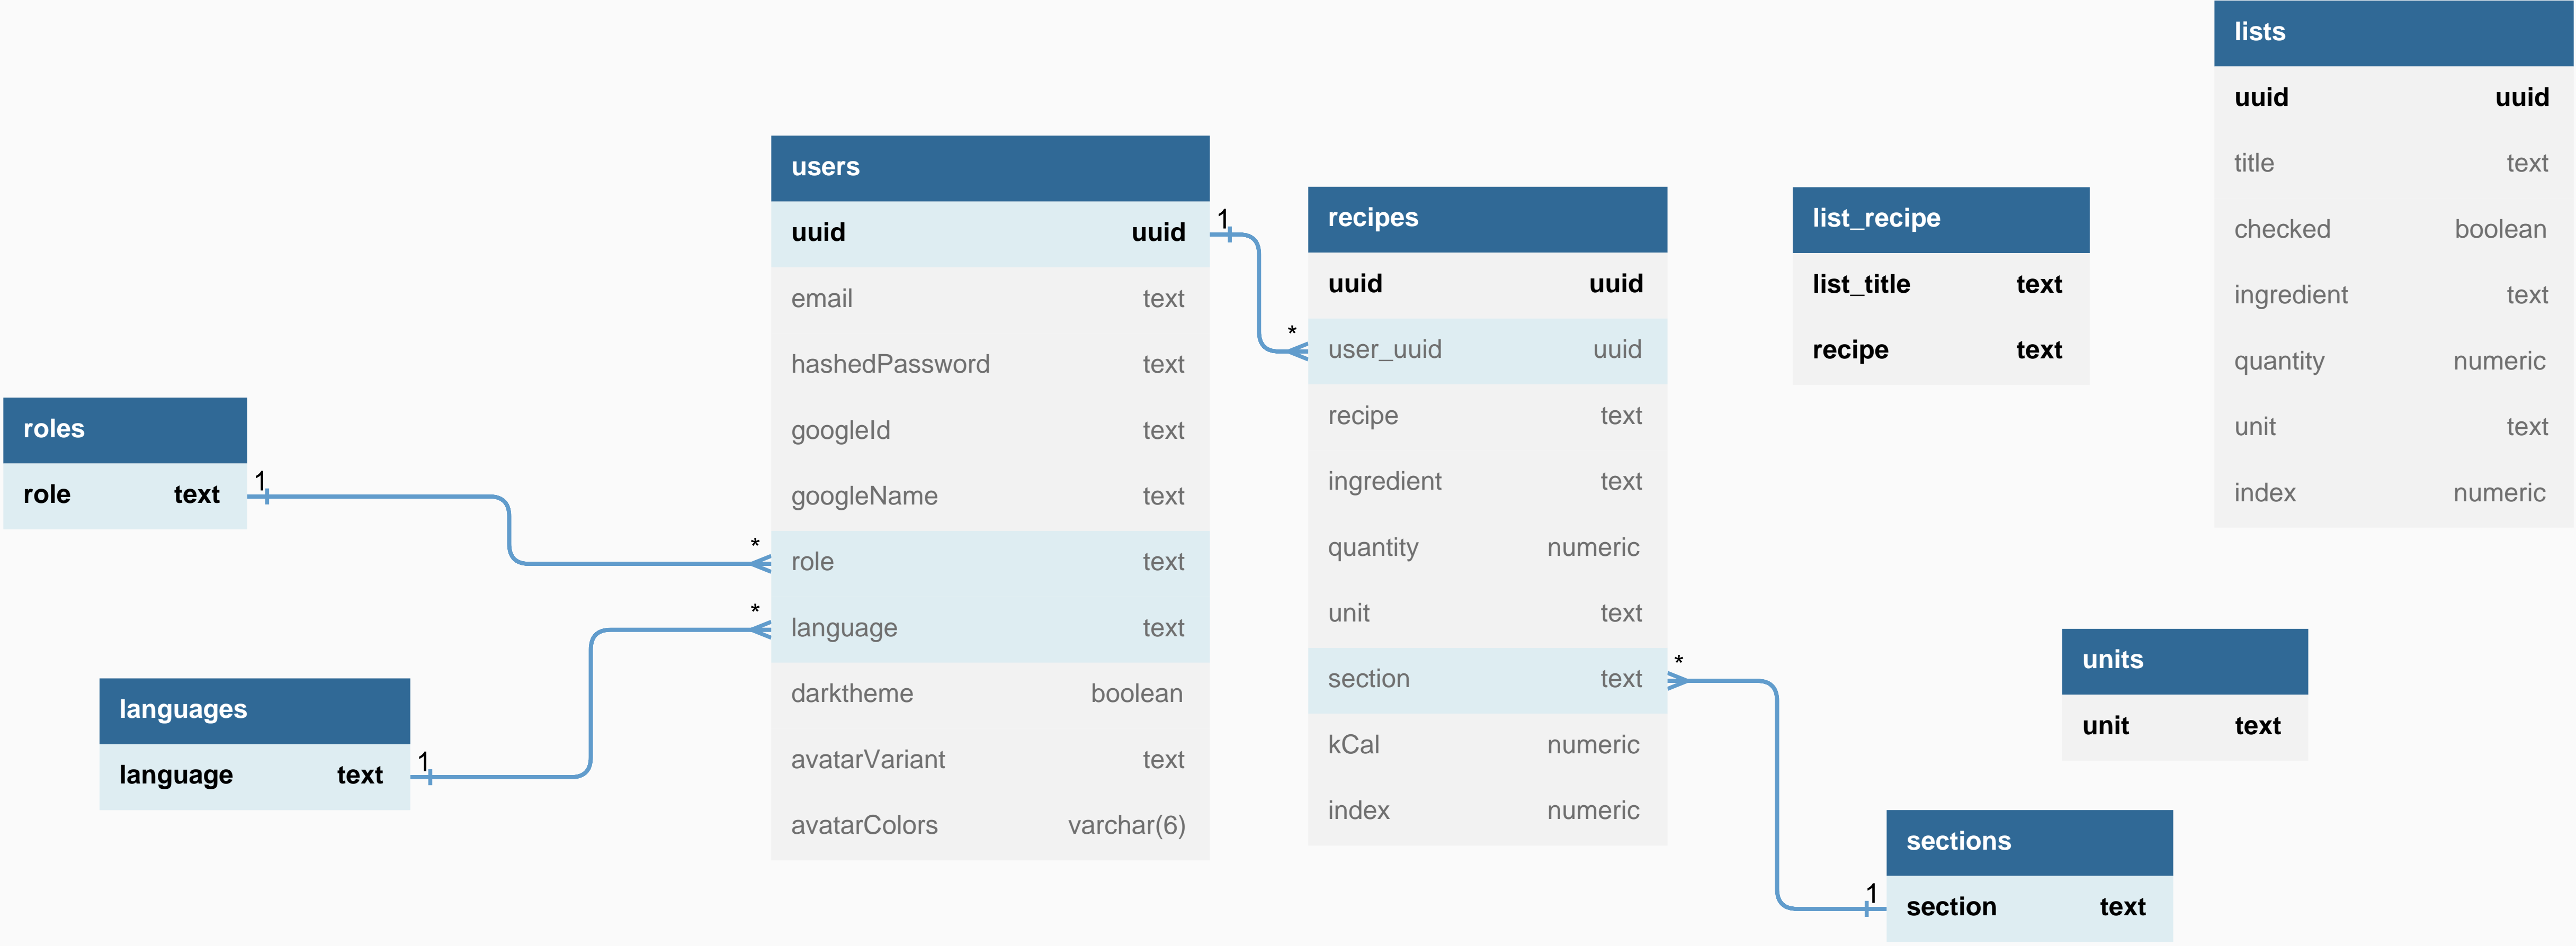 lists
uuid uuid
title text
checked boolean
ingredient text
quantity numeric
unit text
index numeric
users
uuid uuid
email text
hashedPassword text
googleId text
googleName text
role text
language text
darktheme boolean
avatarVariant text
avatarColors varchar(6)
1
*
*
*
recipes
uuid uuid
user_uuid uuid
recipe text
ingredient text
quantity numeric
unit text
section text
kCal numeric
index numeric
*
list_recipe
list_title text
recipe text
roles
role text
1
languages
language text
1
units
unit text
sections
section text
1